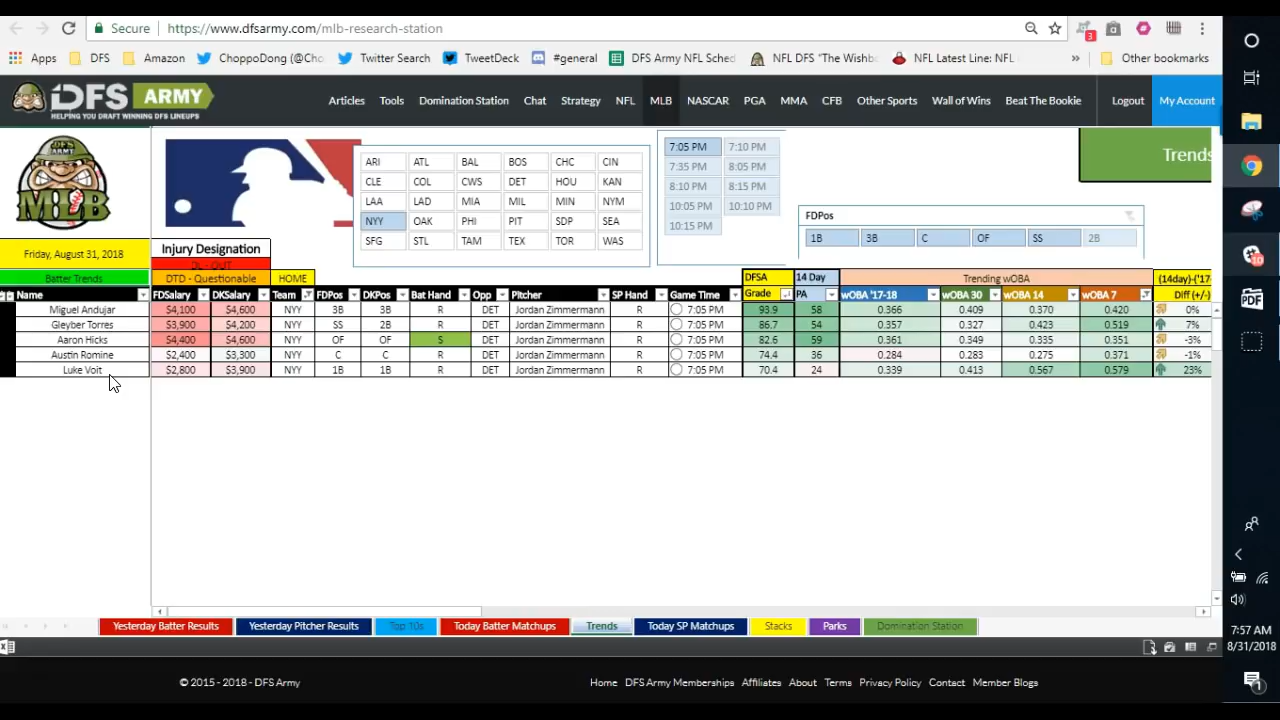 Secure https://www.dfsarmy.com/mlb-research-station
3
Apps DFS Amazon ChoppoDong (@Cho Twitter Search TweetDeck #general DFS Army NFL Sched NFL DFS "The Wishb NFL Latest Line: NFL » Other bookmarks
DFS ARMY
HELPING YOU DRAFT WINNING DFS LINEUPS
Articles Tools Domination Station Chat Strategy NFL MLB NASCAR PGA MMA CFB Other Sports Wall of Wins Beat The Bookie Logout My Account
DFS ARMY
MLB
ARI ATL BAL BOS CHC CIN
CLE COL CWS DET HOU KAN
LAA LAD MIA MIL MIN NYM
NYY OAK PHI PIT SDP SEA
SFG STL TAM TEX TOR WAS
7:05 PM 7:10 PM
7:35 PM 8:05 PM
8:10 PM 8:15 PM
10:05 PM 10:10 PM
10:15 PM
Trends
FDPos
1B 3B C OF SS 2B
Friday, August 31, 2018 Injury Designation
DL - OUT
Batter Trends DTD - Questionable HOME DFSA 14 Day Trending wOBA (14day)-('17-
Name FDSalary DKSalary Team FDPos DKPos Bat Hand Opp Pitcher SP Hand Game Time Grade PA wOBA '17-18 wOBA 30 wOBA 14 wOBA 7 Diff (+/-)
Miguel Andujar $4,100 $4,600 NYY 3B 3B R DET Jordan Zimmermann R 7:05 PM 93.9 58 0.366 0.409 0.370 0.420 0%
Gleyber Torres $3,900 $4,200 NYY SS 2B R DET Jordan Zimmermann R 7:05 PM 86.7 54 0.357 0.327 0.423 0.519 7%
Aaron Hicks $4,400 $4,600 NYY OF OF S DET Jordan Zimmermann R 7:05 PM 82.6 59 0.361 0.349 0.335 0.351 -3%
Austin Romine $2,400 $3,300 NYY C C R DET Jordan Zimmermann R 7:05 PM 74.4 36 0.284 0.283 0.275 0.371 -1%
Luke Voit $2,800 $3,900 NYY 1B 1B R DET Jordan Zimmermann R 7:05 PM 70.4 24 0.339 0.413 0.567 0.579 23%
Yesterday Batter Results Yesterday Pitcher Results Top 10s Today Batter Matchups Trends Today SP Matchups Stacks Parks Domination Station
© 2015 - 2018 - DFS Army Home DFS Army Memberships Affiliates About Terms Privacy Policy Contact Member Blogs
10
PDF
7:57 AM
8/31/2018
1